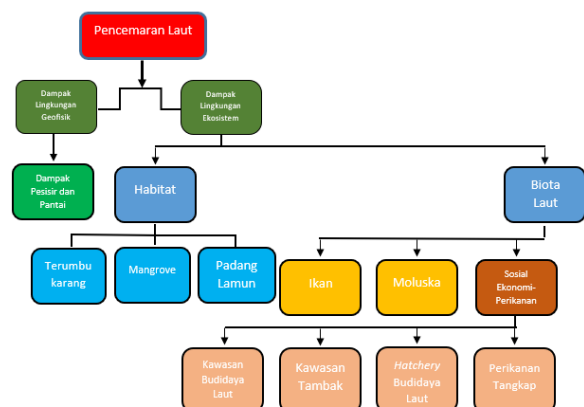 Pencemaran Laut
Dampak
Lingkungan
Geofisik
Dampak
Lingkungan
Ekosistem
Dampak
Pesisir dan
Pantai
Habitat
Biota
Laut
Terumbu
karang
Mangrove
Padang
Lamun
Ikan
Moluska
Sosial
Ekonomi-
Perikanan
Kawasan
Budidaya
Laut
Kawasan
Tambak
Hatchery
Budidaya
Laut
Perikanan
Tangkap